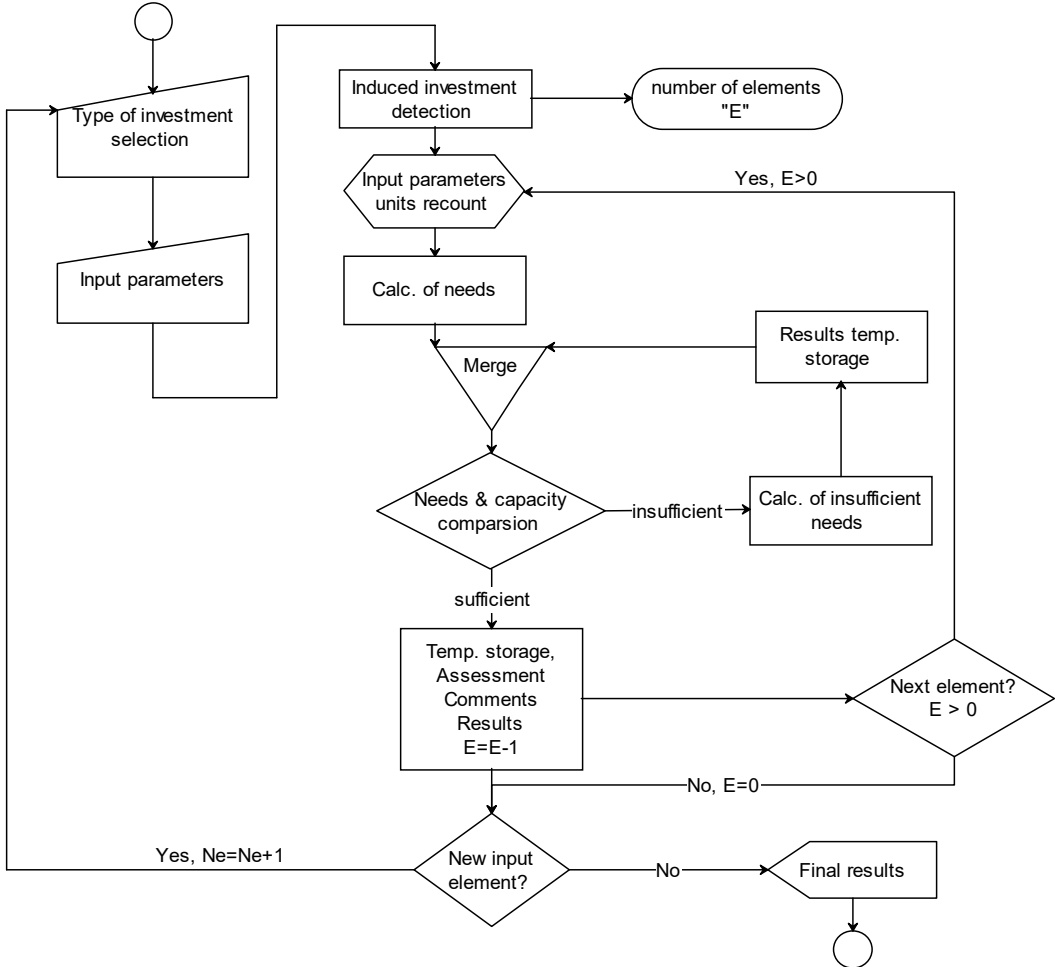 Type of investment
selection
Input parameters
Induced investment
detection
number of elements
"E"
Input parameters
units recount
Yes, E>0
Calc. of needs
Merge
Results temp.
storage
Needs & capacity
comparsion
insufficient
Calc. of insufficient
needs
sufficient
Temp. storage,
Assessment
Comments
Results
E=E-1
Next element?
E > 0
No, E=0
New input
element?
Yes, Ne=Ne+1
No
Final results